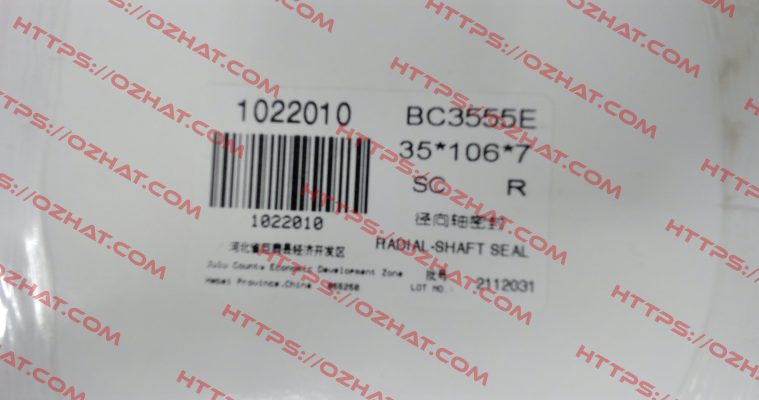 1022010
BC3555E
35*106*7
SC R
1022010
径向轴密封
RADIAL-SHAFT SEAL
河北省巨鹿县经济开发区
JuLu County Economic Development Zone
Hebei Province,China 055250
批号
LOT NO.: 2112031
HTTPS://OZHAT.COM